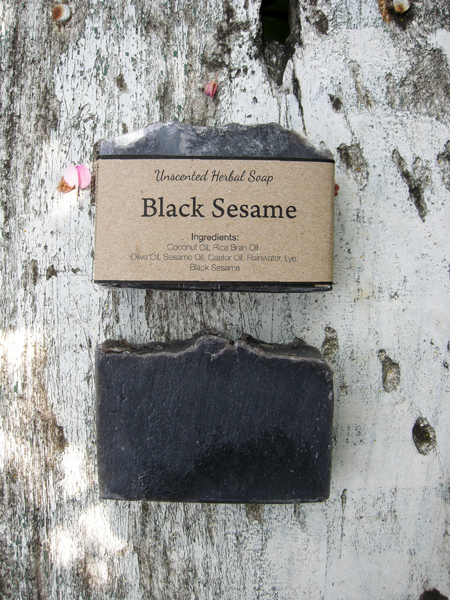 Unscented Herbal Soap
Black Sesame
Ingredients:
Coconut Oil, Rice Bran Oil
Olive Oil, Sesame Oil, Castor Oil, Rainwater, Lye
Black Sesame